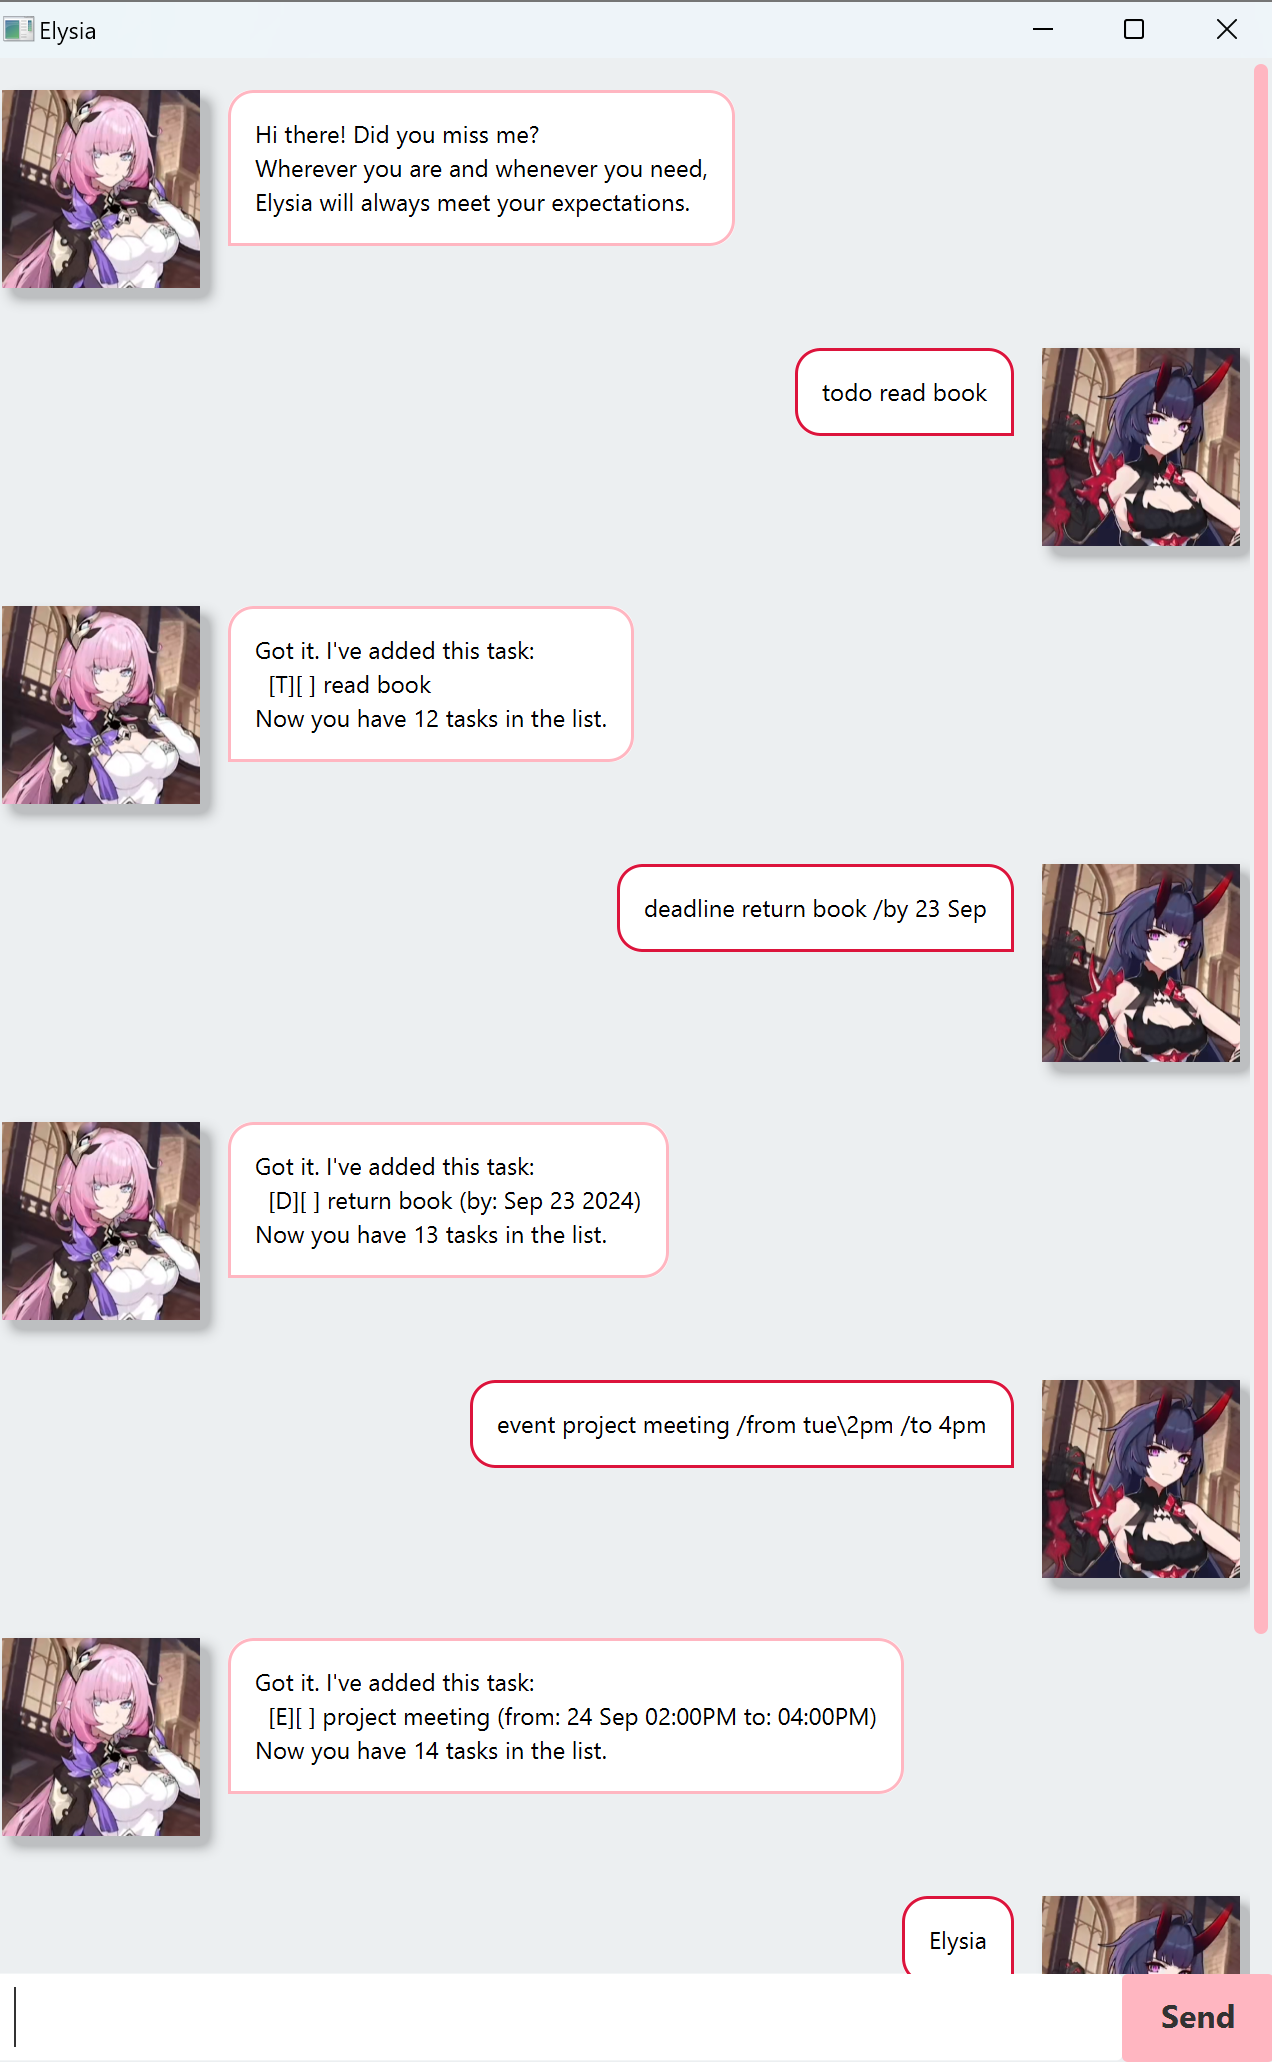 Elysia
Hi there! Did you miss me?
Wherever you are and whenever you need,
Elysia will always meet your expectations.
todo read book
Got it. I've added this task:
[T][ ] read book
Now you have 12 tasks in the list.
deadline return book /by 23 Sep
Got it. I've added this task:
[D][ ] return book (by: Sep 23 2024)
Now you have 13 tasks in the list.
event project meeting /from tue\2pm /to 4pm
Got it. I've added this task:
[E][ ] project meeting (from: 24 Sep 02:00PM to: 04:00PM)
Now you have 14 tasks in the list.
Elysia
Send